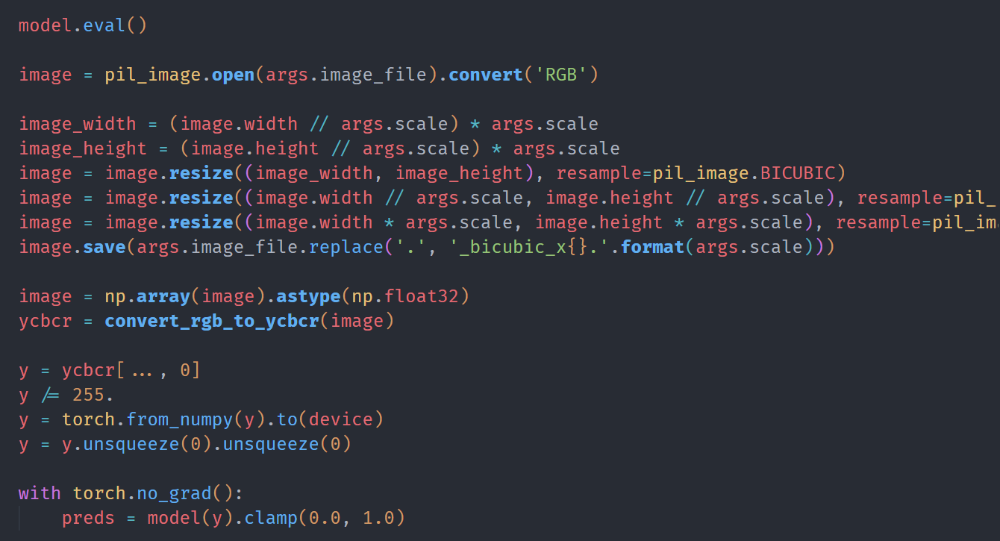 model.eval()
image = pil_image.open(args.image_file).convert('RGB')
image_width = (image.width // args.scale) * args.scale
image_height = (image.height // args.scale) * args.scale
image = image.resize((image_width, image_height), resample=pil_image.BICUBIC)
image = image.resize((image.width // args.scale, image.height // args.scale), resample=pil_
image = image.resize((image.width * args.scale, image.height * args.scale), resample=pil_im
image.save(args.image_file.replace('.', '_bicubic_x{}.'.format(args.scale)))
image = np.array(image).astype(np.float32)
ycbcr = convert_rgb_to_ycbcr(image)
y = ycbcr[..., 0]
y /= 255.
y = torch.from_numpy(y).to(device)
y = y.unsqueeze(0).unsqueeze(0)
with torch.no_grad():
    preds = model(y).clamp(0.0, 1.0)